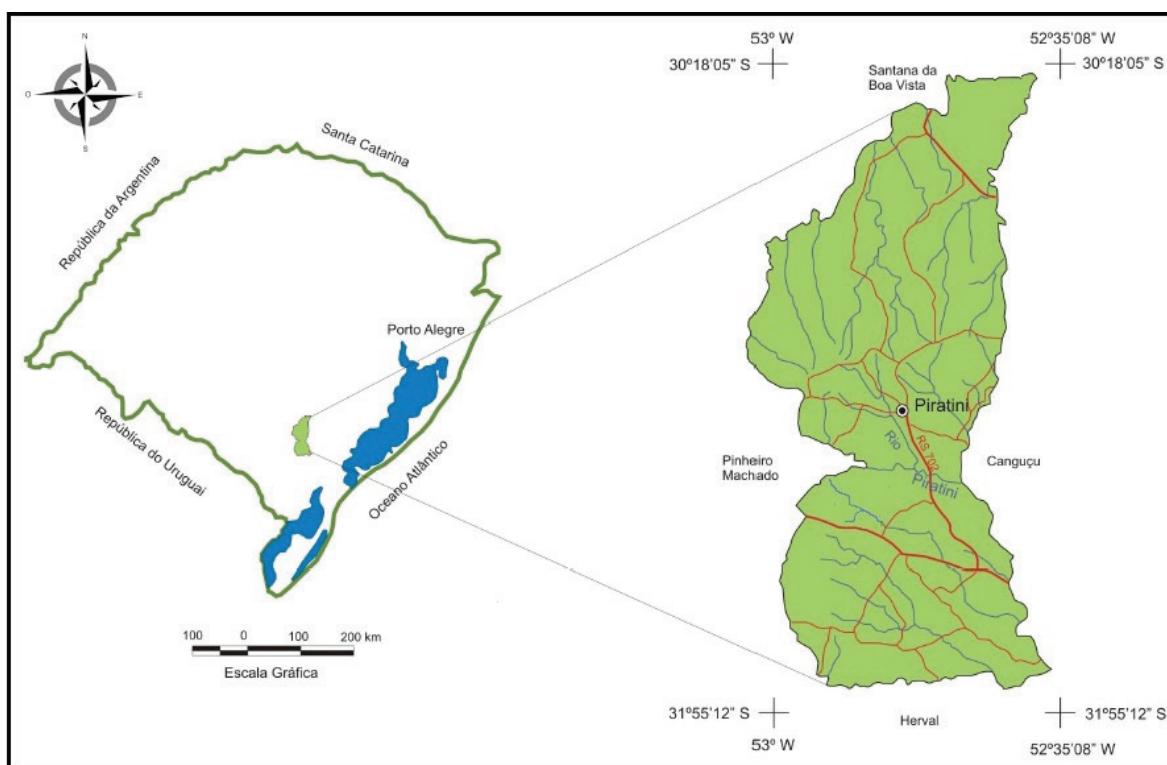 N
O
E
S
Santa Catarina
República da Argentina
Porto Alegre
República do Uruguai
Oceano Atlântico
100 0 100 200 km
Escala Gráfica
53º W
52º35'08" W
30º18'05" S
30º18'05" S
Santana da
Boa Vista
Piratini
Rio
RS 702
Piratini
Pinheiro
Machado
Canguçu
31º55'12" S
31º55'12" S
Herval
53º W
52º35'08" W